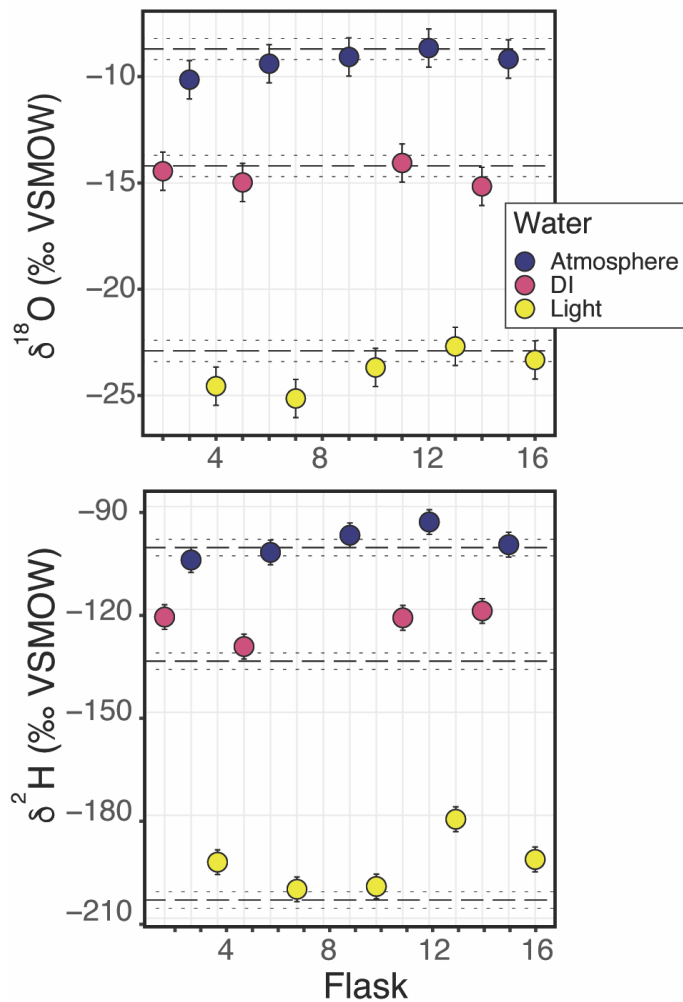 δ18O (‰ VSMOW)
−10
−15
−20
−25
4 8 12 16
Water
Atmosphere
DI
Light
δ2H (‰ VSMOW)
−90
−120
−150
−180
−210
4 8 12 16
Flask